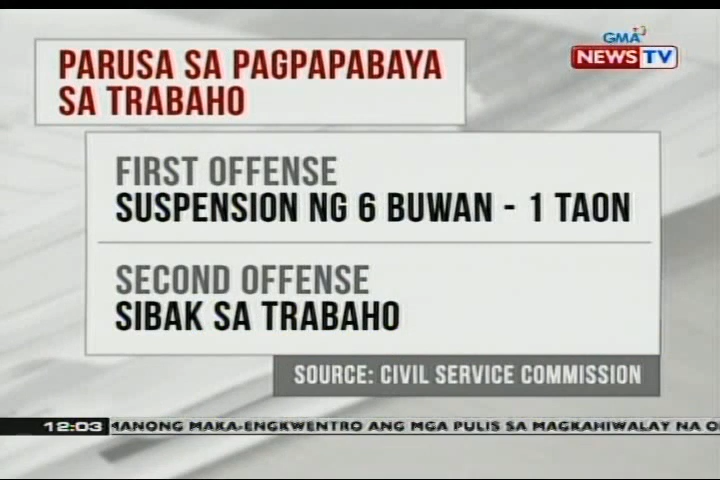 GMA
NEWS TV
PARUSA SA PAGPAPABAYA
SA TRABAHO
FIRST OFFENSE
SUSPENSION NG 6 BUWAN - 1 TAON
SECOND OFFENSE
SIBAK SA TRABAHO
SOURCE: CIVIL SERVICE COMMISSION
12:03 MAKA-ENGKWENTRO ANG MGA PULIS SA MAGKAHIWALAY NA